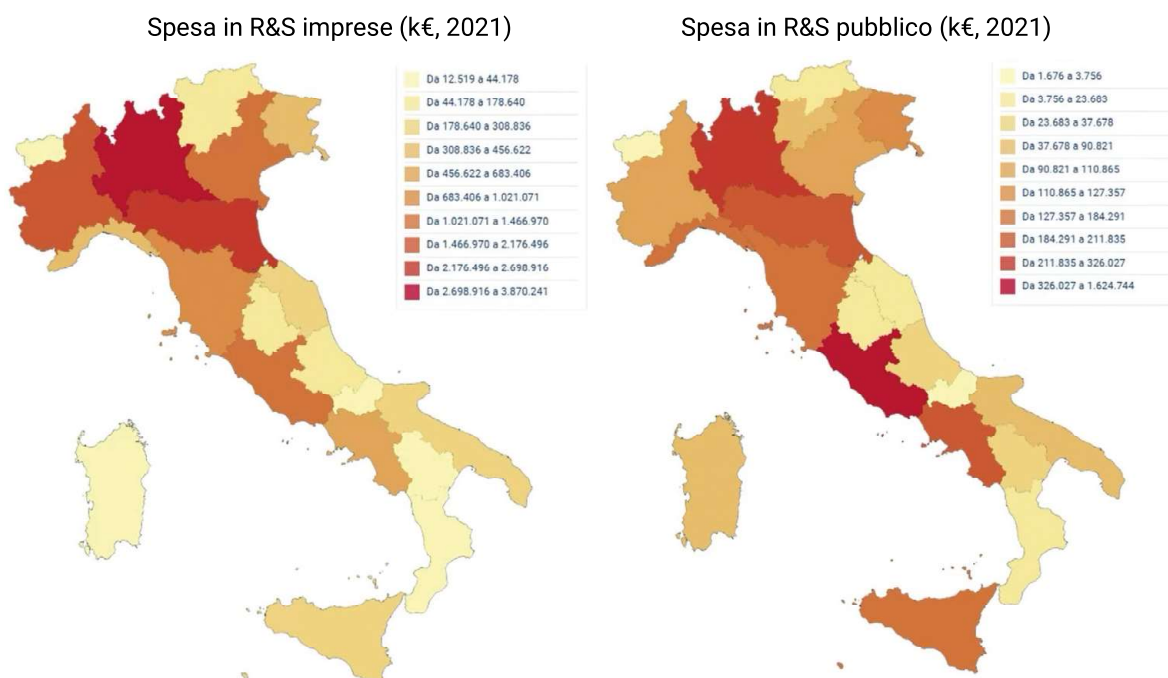 Spesa in R&S imprese (k€, 2021)
Da 12.519 a 44.178
Da 44.178 a 178.640
Da 178.640 a 308.836
Da 308.836 a 456.622
Da 456.622 a 683.406
Da 683.406 a 1.021.071
Da 1.021.071 a 1.466.970
Da 1.466.970 a 2.176.496
Da 2.176.496 a 2.698.916
Da 2.698.916 a 3.870.241
Spesa in R&S pubblico (k€, 2021)
Da 1.676 a 3.756
Da 3.756 a 23.683
Da 23.683 a 37.678
Da 37.678 a 90.821
Da 90.821 a 110.865
Da 110.865 a 127.357
Da 127.357 a 184.291
Da 184.291 a 211.835
Da 211.835 a 326.027
Da 326.027 a 1.624.744